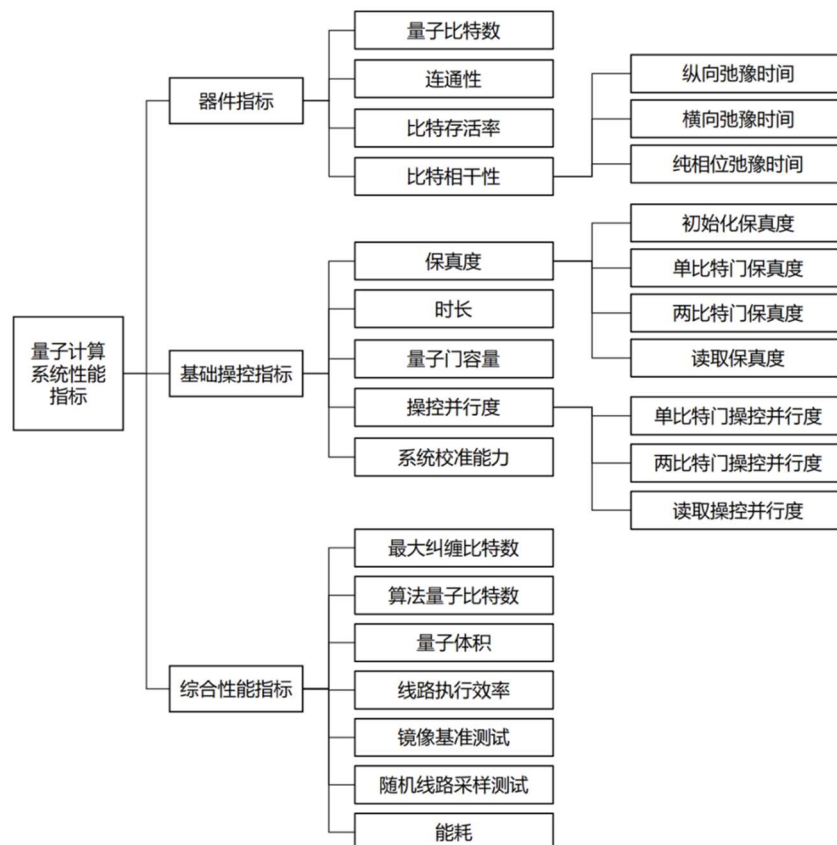 量子计算
系统性能
指标
器件指标
量子比特数
连通性
比特存活率
比特相干性
纵向弛豫时间
横向弛豫时间
纯相位弛豫时间
基础操控指标
保真度
初始化保真度
单比特门保真度
两比特门保真度
读取保真度
时长
量子门容量
操控并行度
单比特门操控并行度
两比特门操控并行度
读取操控并行度
系统校准能力
综合性能指标
最大纠缠比特数
算法量子比特数
量子体积
线路执行效率
镜像基准测试
随机线路采样测试
能耗